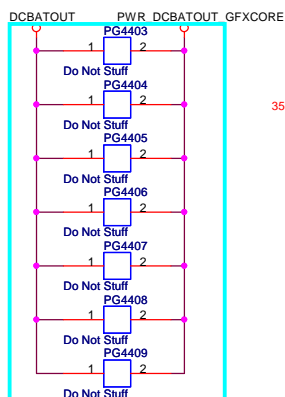 DCBATOUT PWR DCBATOUT GFXCORE
PG4403
1 2
Do Not Stuff
PG4404
35
1 2
Do Not Stuff
PG4405
1 2
Do Not Stuff
PG4406
1 2
Do Not Stuff
PG4407
1 2
Do Not Stuff
PG4408
1 2
Do Not Stuff
PG4409
1 2
Do Not Stuff